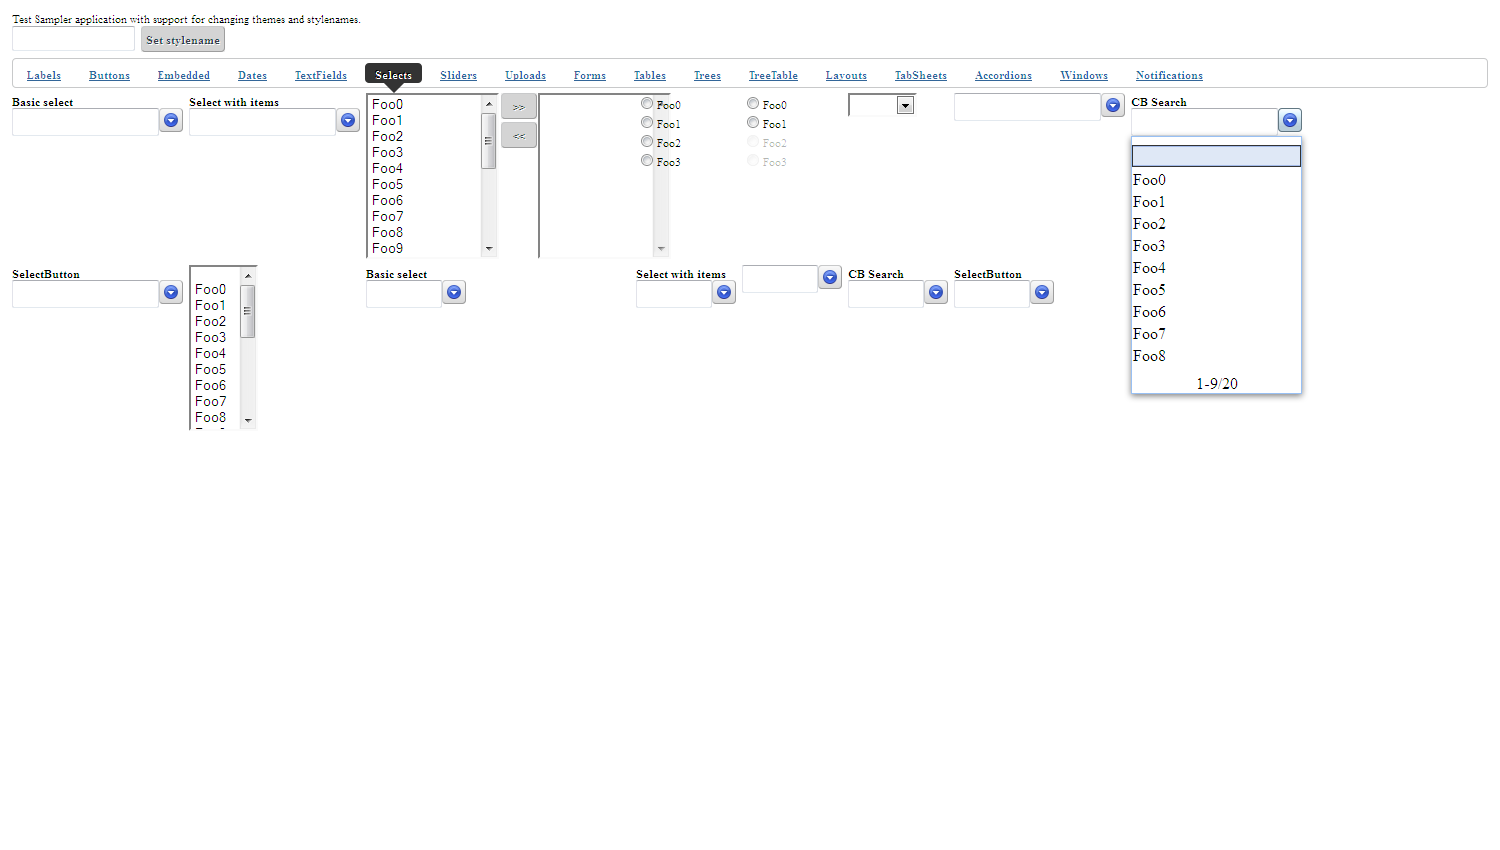 Test Sampler application with support for changing themes and stylenames.
Set stylename
Labels Buttons Embedded Dates TextFields Selects Sliders Uploads Forms Tables Trees TreeTable Layouts TabSheets Accordions Windows Notifications
Basic select
Select with items
Foo0
Foo1
Foo2
Foo3
Foo4
Foo5
Foo6
Foo7
Foo8
Foo9
>>
<<
Foo0
Foo1
Foo2
Foo3
Foo0
Foo1
Foo2
Foo3
CB Search
Foo0
Foo1
Foo2
Foo3
Foo4
Foo5
Foo6
Foo7
Foo8
1-9/20
SelectButton
Foo0
Foo1
Foo2
Foo3
Foo4
Foo5
Foo6
Foo7
Foo8
Basic select
Select with items
CB Search
SelectButton